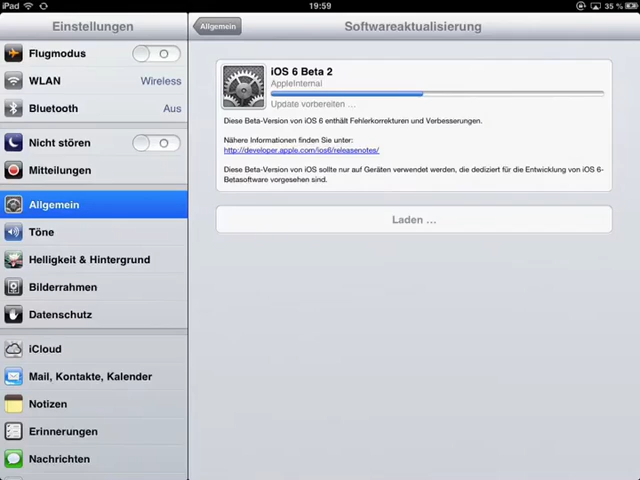 iPad
19:59
35 %
Einstellungen
Flugmodus
WLAN Wireless
Bluetooth Aus
Nicht stören
Mitteilungen
Allgemein
Töne
Helligkeit & Hintergrund
Bilderrahmen
Datenschutz
iCloud
Mail, Kontakte, Kalender
Notizen
Erinnerungen
Nachrichten
Allgemein
Softwareaktualisierung
iOS 6 Beta 2
AppleInternal
Update vorbereiten ...
Diese Beta-Version von iOS 6 enthält Fehlerkorrekturen und Verbesserungen.
Nähere Informationen finden Sie unter:
http://developer.apple.com/ios6/releasenotes/
Diese Beta-Version von iOS sollte nur auf Geräten verwendet werden, die dediziert für die Entwicklung von iOS 6-
Betasoftware vorgesehen sind.
Laden ...